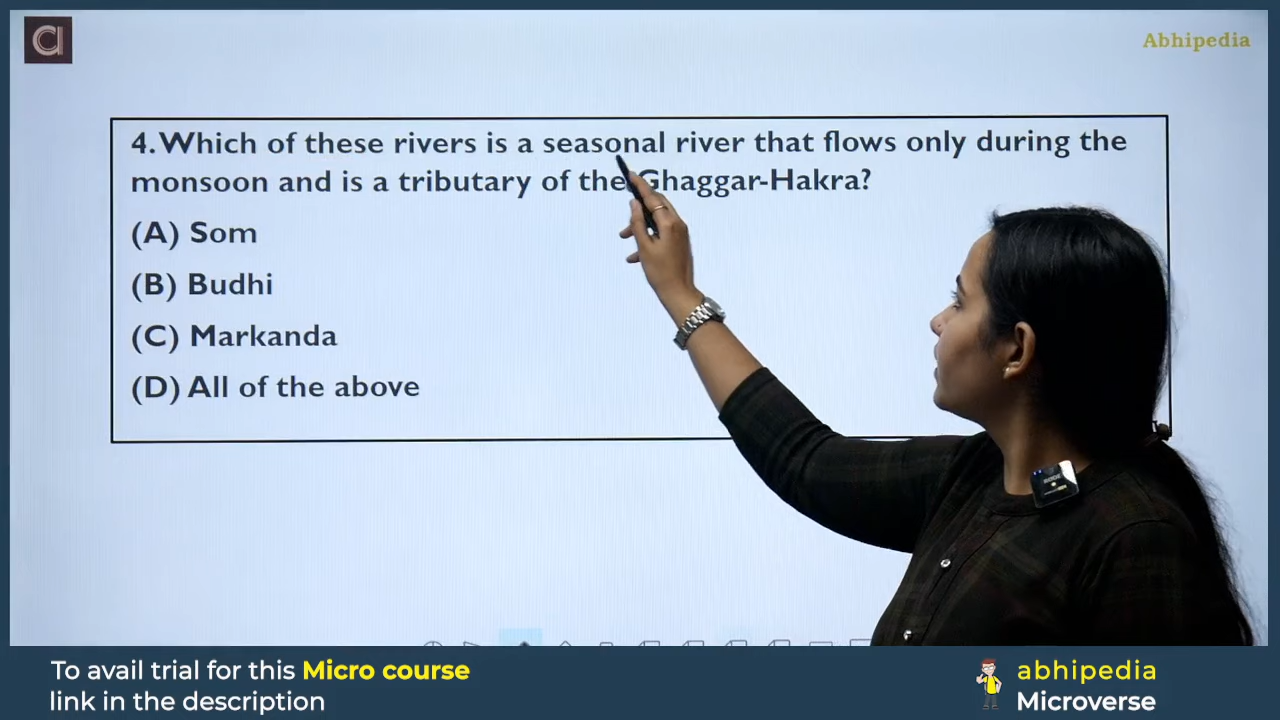 Abhipedia
4. Which of these rivers is a seasonal river that flows only during the
monsoon and is a tributary of the Ghaggar-Hakra?
(A) Som
(B) Budhi
(C) Markanda
(D) All of the above
To avail trial for this Micro course
link in the description
abhipedia
Microverse